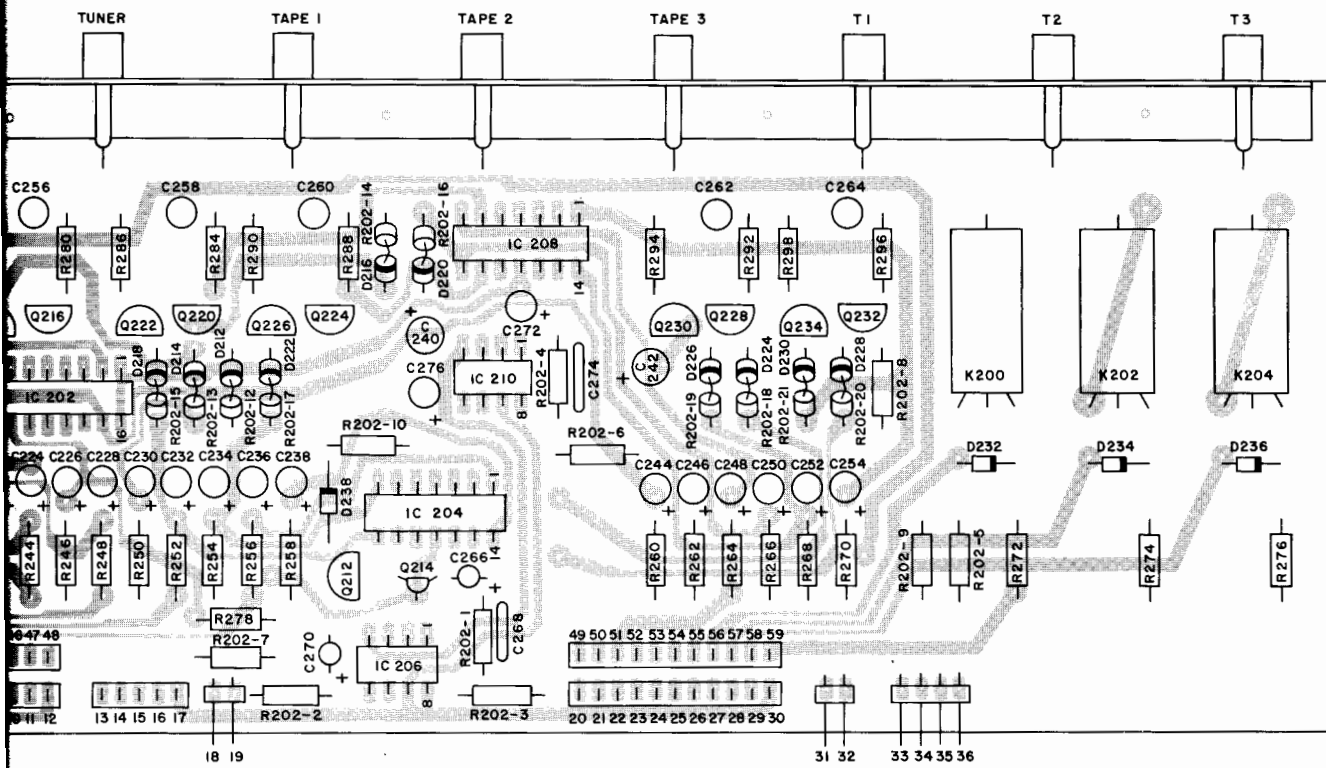 TUNER TAPE 1 TAPE 2 TAPE 3 T1 T2 T3
C256 C258 C260 R202-14 R202-16 C262 C264
1
R280 R286 R284 R290 R288 IC 208 R294 R292 R298 R296
D216 D220
14
Q216 Q222 Q220 Q226 Q224 + C 240 C272 + Q230 Q228 Q234 Q232
D218 D214 D212 D222 C276 + IC 210 1 8 R202-4 C274 + C 242 D226 D224 D230 D228 R202-8 K200 K202 K204
1
IC 202
16
R202-15 R202-13 R202-12 R202-17 R202-19 R202-18 R202-21 R202-20
R202-10 R202-6
D232 D234 D236
C224 C226 C228 C230 C232 C234 C236 C238 C244 C246 C248 C250 C252 C254
+ + + + + + + + + + + + +
D238 IC 204 1 14
R244 R246 R248 R250 R252 R254 R256 R258 Q212 Q214 C266 + R260 R262 R264 R266 R268 R270 R202-9 R202-5 R272 R274 R276
R278
R202-7 C270 + IC 206 1 8 R202-1 C268
47 48 49 50 51 52 53 54 55 56 57 58 59
R202-2 R202-3
11 12 13 14 15 16 17 20 21 22 23 24 25 26 27 28 29 30
18 19 31 32 33 34 35 36